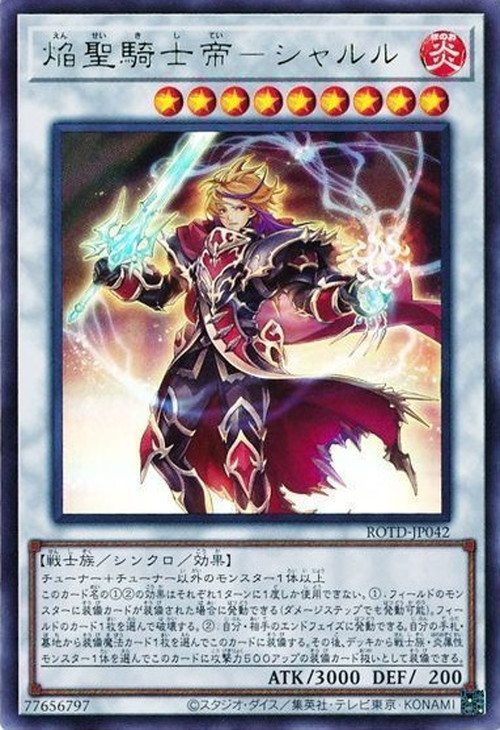 焔聖騎士帝－シャルル
炎
ROTD-JP042
【戦士族／シンクロ／効果】
チューナー＋チューナー以外のモンスター1体以上
このカード名の①②の効果はそれぞれ1ターンに1度しか使用できない。①：フィールドのモン
スターに装備カードが装備された場合に発動できる（ダメージステップでも発動可能）。フィール
ドのカード1枚を選んで破壊する。②：自分・相手のエンドフェイズに発動できる。自分の手札・
墓地から装備魔法カード1枚を選んでこのカードに装備する。その後、デッキから戦士族・炎属性
モンスター1体を選んでこのカードに攻撃力500アップの装備カード扱いとして装備できる。
ATK/3000 DEF/ 200
77656797
©スタジオ・ダイス／集英社・テレビ東京・KONAMI